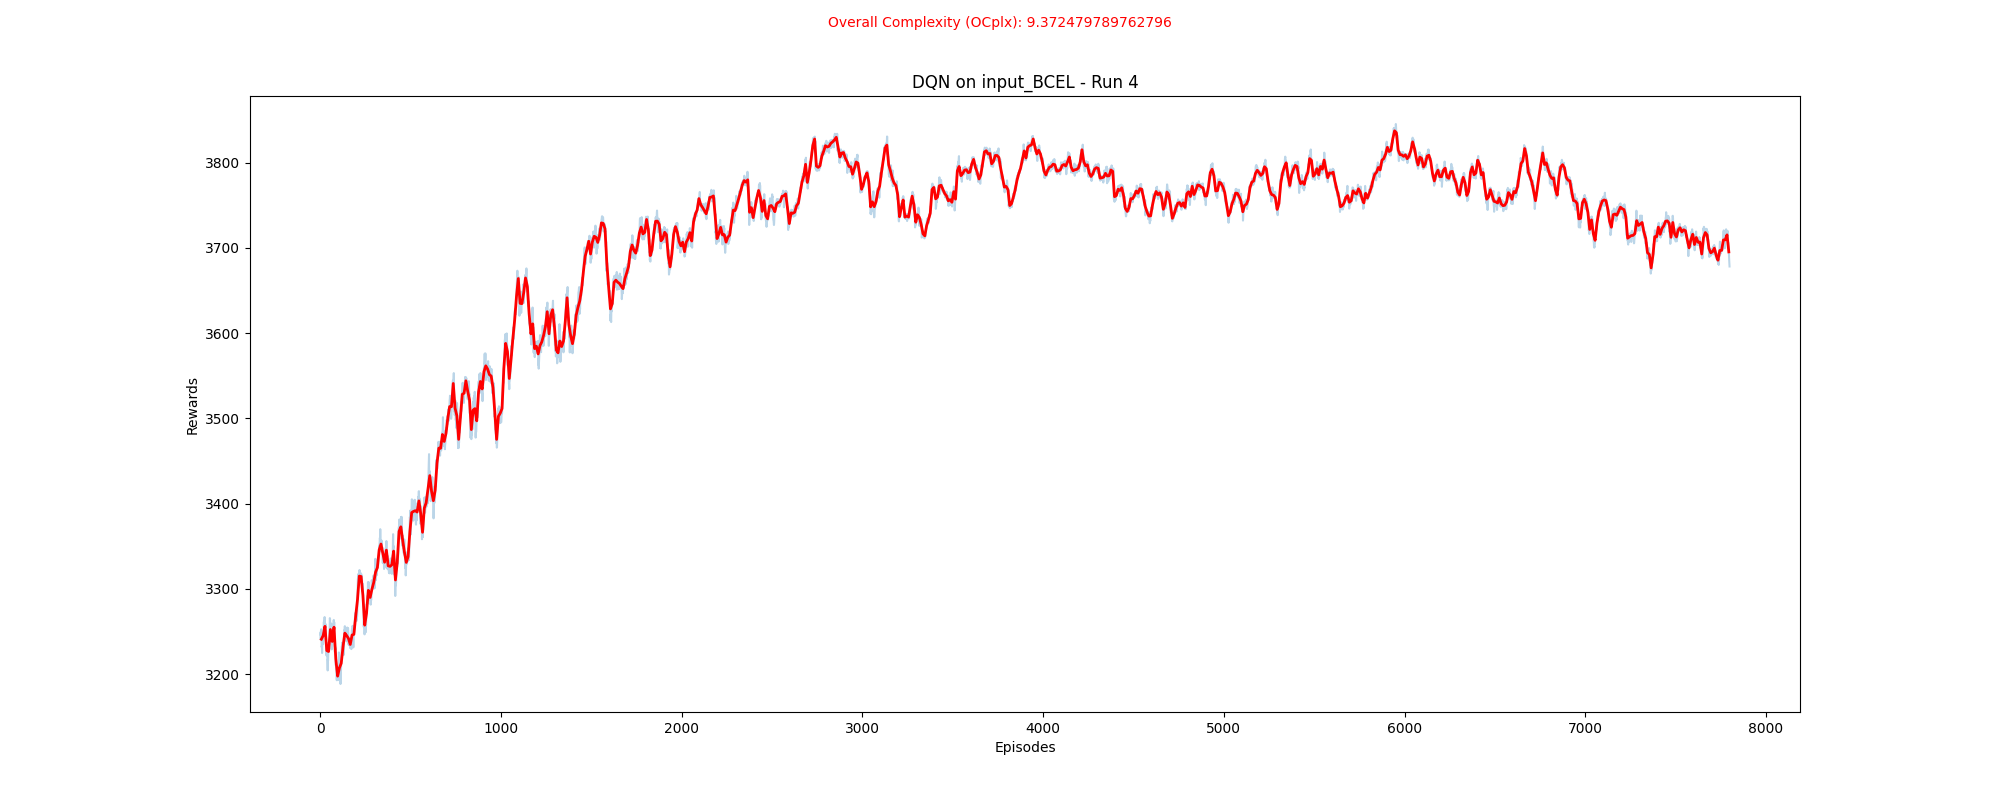 Overall Complexity (OCplx): 9.372479789762796
DQN on input_BCEL - Run 4
Rewards
3800
3700
3600
3500
3400
3300
3200
0 1000 2000 3000 4000 5000 6000 7000 8000
Episodes